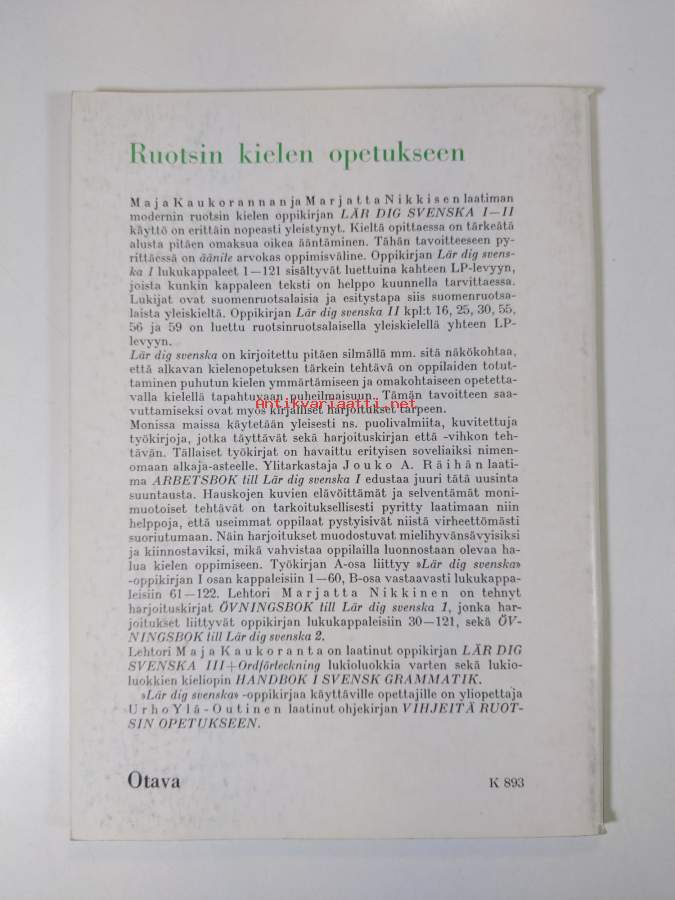 Ruotsin kielen opetukseen
Maja Kaukorannan ja Marjatta Nikkisen laatiman
modernin ruotsin kielen oppikirjan LÄR DIG SVENSKA I—II
käyttö on erittäin nopeasti yleistynyt. Kieltä opittaessa on tärkeätä
alusta pitäen omaksua oikea ääntäminen. Tähän tavoitteeseen py-
rittäessä on äänite arvokas oppimisväline. Oppikirjan Lär dig svens-
ka I lukukappaleet 1—121 sisältyvät luettuina kahteen LP-levyyn,
joista kunkin kappaleen teksti on helppo kuunnella tarvittaessa.
Lukijat ovat suomenruotsalaisia ja esitystapa siis suomenruotsa-
laista yleiskieltä. Oppikirjan Lär dig svenska II kpl:t 16, 25, 30, 55,
56 ja 59 on luettu ruotsinruotsalaisella yleiskielellä yhteen LP-
levyyn.
Lär dig svenska on kirjoitettu pitäen silmällä mm. sitä näkökohtaa,
että alkavan kielenopetuksen tärkein tehtävä on oppilaiden totut-
taminen puhutun kielen ymmärtämiseen ja omakohtaiseen opetetta-
valla kielellä tapahtuvaan puheilmaisuun. Tämän tavoitteen saa-
vuttamiseksi ovat myös kirjalliset harjoitukset tarpeen.
Antikvariaatti.net
Monissa maissa käytetään yleisesti ns. puolivalmiita, kuvitettuja
työkirjoja, jotka täyttävät sekä harjoituskirjan että -vihkon teh-
tävän. Tällaiset työkirjat on havaittu erityisen soveliaiksi nimen-
omaan alkaja-asteelle. Ylitarkastaja Jouko A. Räihän laati-
ma ARBETSBOK till Lär dig svenska I edustaa juuri tätä uusinta
suuntausta. Hauskojen kuvien elävöittämät ja selventämät moni-
muotoiset tehtävät on tarkoituksellisesti pyritty laatimaan niin
helppoja, että useimmat oppilaat pystyisivät niistä virheettömästi
suoriutumaan. Näin harjoitukset muodostuvat mielihyvänsävyisiksi
ja kiinnostaviksi, mikä vahvistaa oppilailla luonnostaan olevaa ha-
lua kielen oppimiseen. Työkirjan A-osa liittyy »Lär dig svenska»
-oppikirjan I osan kappaleisiin 1—60, B-osa vastaavasti lukukappa-
leisiin 61—122. Lehtori Marjatta Nikkinen on tehnyt
harjoituskirjat ÖVNINGSBOK till Lär dig svenska 1, jonka har-
joitukset liittyvät oppikirjan lukukappaleisiin 30—121, sekä ÖV-
NINGSBOK till Lär dig svenska 2.
Lehtori Maja Kaukoranta on laatinut oppikirjan LÄR DIG
SVENSKA III+Ordförteckning lukioluokkia varten sekä lukio-
luokkien kieliopin HANDBOK I SVENSK GRAMMATIK.
»Lär dig svenska» -oppikirjaa käyttäville opettajille on yliopettaja
Urho Ylä-Outinen laatinut ohjekirjan VIHJEITÄ RUOT-
SIN OPETUKSEEN.
Otava
K 893